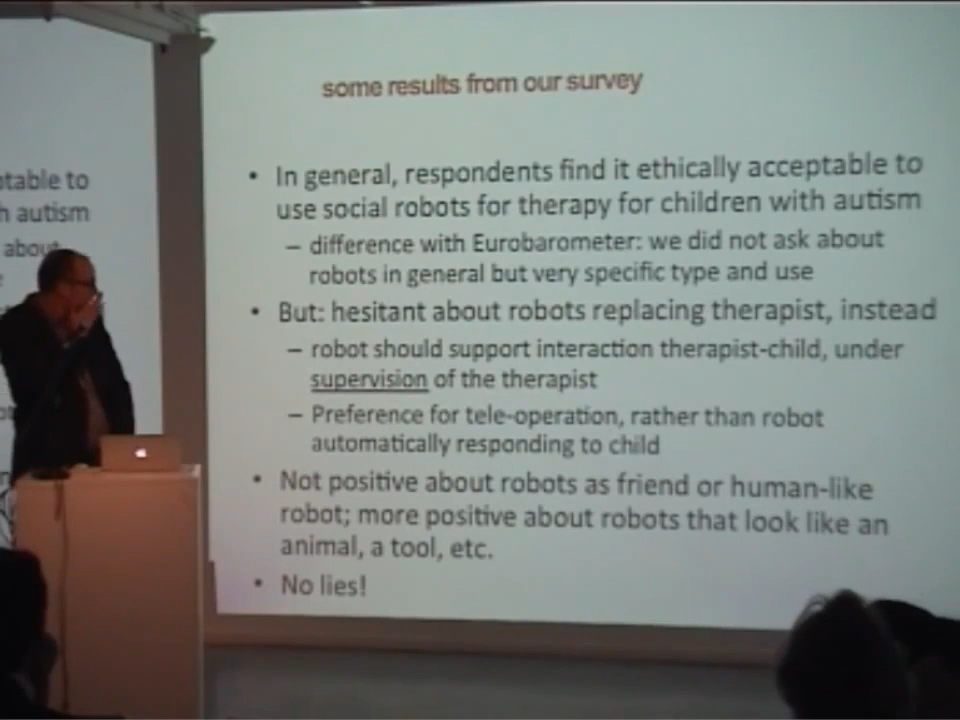 some results from our survey
• In general, respondents find it ethically acceptable to
use social robots for therapy for children with autism
– difference with Eurobarometer: we did not ask about
robots in general but very specific type and use
• But: hesitant about robots replacing therapist, instead
– robot should support interaction therapist-child, under
supervision of the therapist
– Preference for tele-operation, rather than robot
automatically responding to child
• Not positive about robots as friend or human-like
robot; more positive about robots that look like an
animal, a tool, etc.
• No lies!
to
autism
about